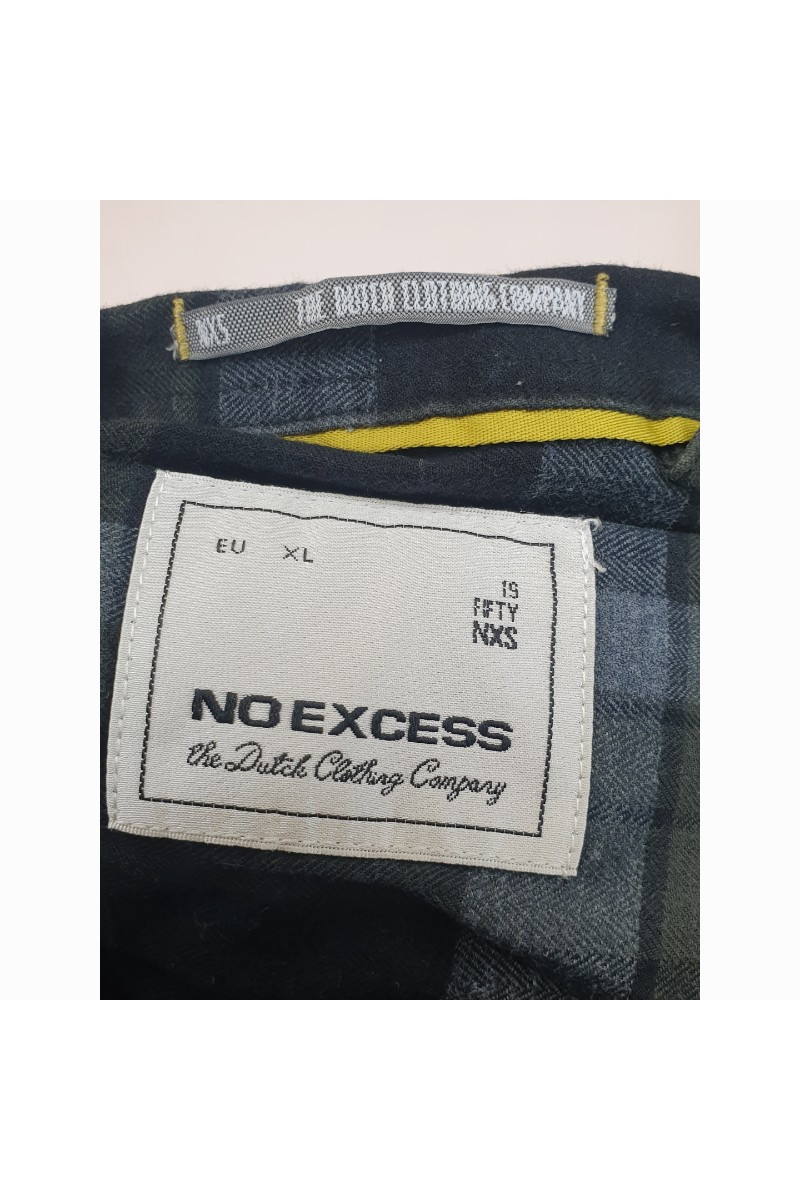 NXS THE DUTCH CLOTHING COMPANY
EU XL
19
FIFTY
NXS
NO EXCESS
the Dutch Clothing Company